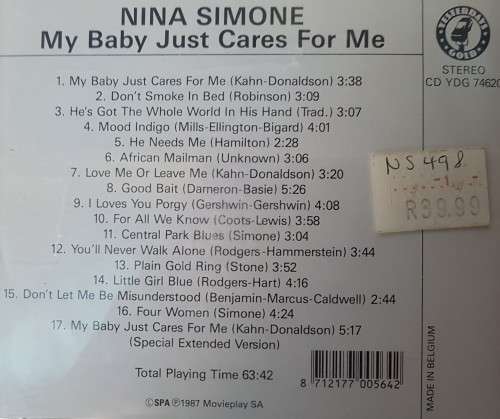 NINA SIMONE
My Baby Just Cares For Me
YESTERDAYS
GOLD
STEREO
CD YDG 74620
1. My Baby Just Cares For Me (Kahn-Donaldson) 3:38
2. Don't Smoke In Bed (Robinson) 3:09
3. He's Got The Whole World In His Hand (Trad.) 3:07
4. Mood Indigo (Mills-Ellington-Bigard) 4:01
5. He Needs Me (Hamilton) 2:28
6. African Mailman (Unknown) 3:06
7. Love Me Or Leave Me (Kahn-Donaldson) 3:20
8. Good Bait (Dameron-Basie) 5:26
9. I Loves You Porgy (Gershwin-Gershwin) 4:08
10. For All We Know (Coots-Lewis) 3:58
11. Central Park Blues (Simone) 3:04
12. You'll Never Walk Alone (Rodgers-Hammerstein) 3:44
13. Plain Gold Ring (Stone) 3:52
14. Little Girl Blue (Rodgers-Hart) 4:16
15. Don't Let Me Be Misunderstood (Benjamin-Marcus-Caldwell) 2:44
16. Four Women (Simone) 4:24
17. My Baby Just Cares For Me (Kahn-Donaldson) 5:17
(Special Extended Version)
Total Playing Time 63:42
©SPA ℗1987 Movieplay SA
8 712177 005642
MADE IN BELGIUM
NS 498
R39.99